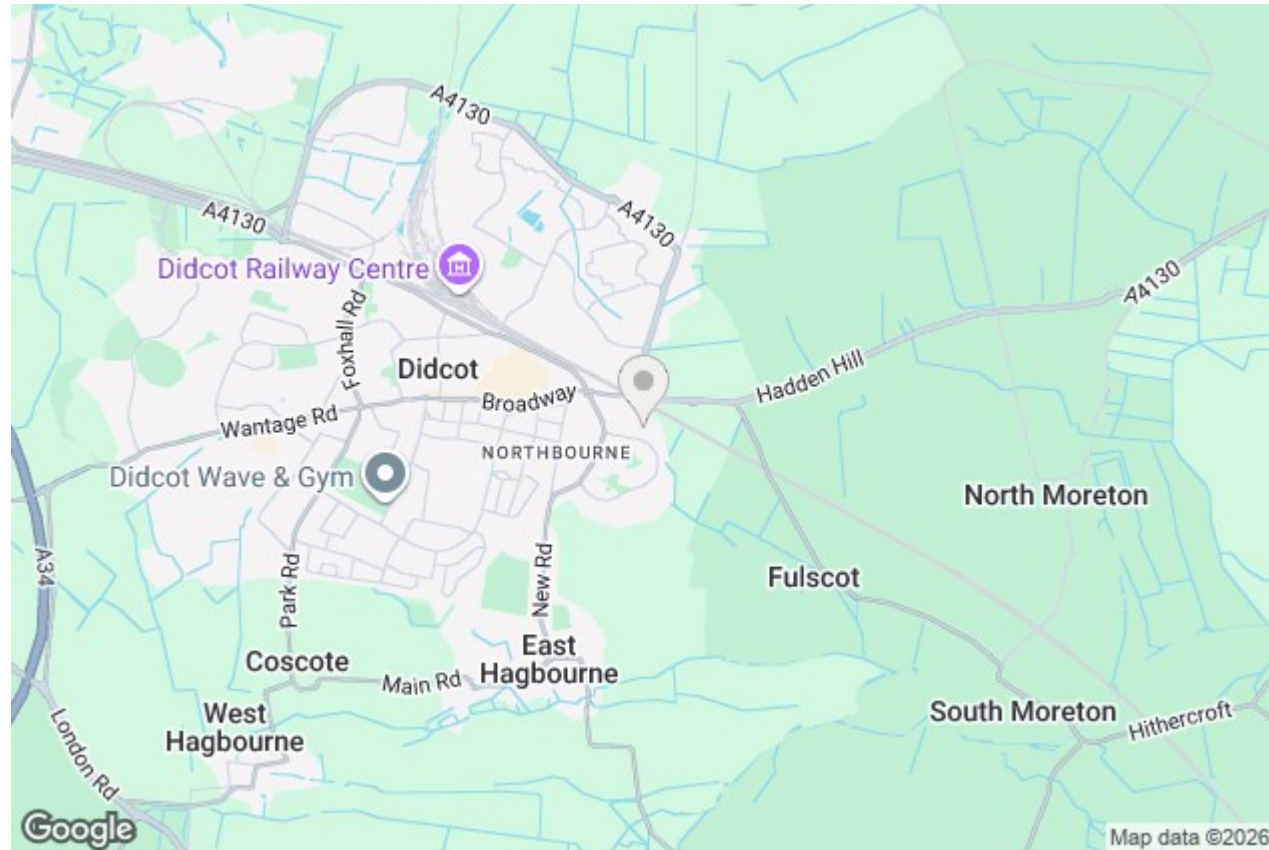 A4130
A4130
A4130
A4130
Didcot Railway Centre
Foxhall Rd
Didcot
Broadway
Hadden Hill
Wantage Rd
NORTHBOURNE
Didcot Wave & Gym
North Moreton
A34
New Rd
Fulscot
Park Rd
East
Hagbourne
Coscote
Main Rd
West
Hagbourne
South Moreton
Hithercroft
London Rd
Google
Map data ©2026